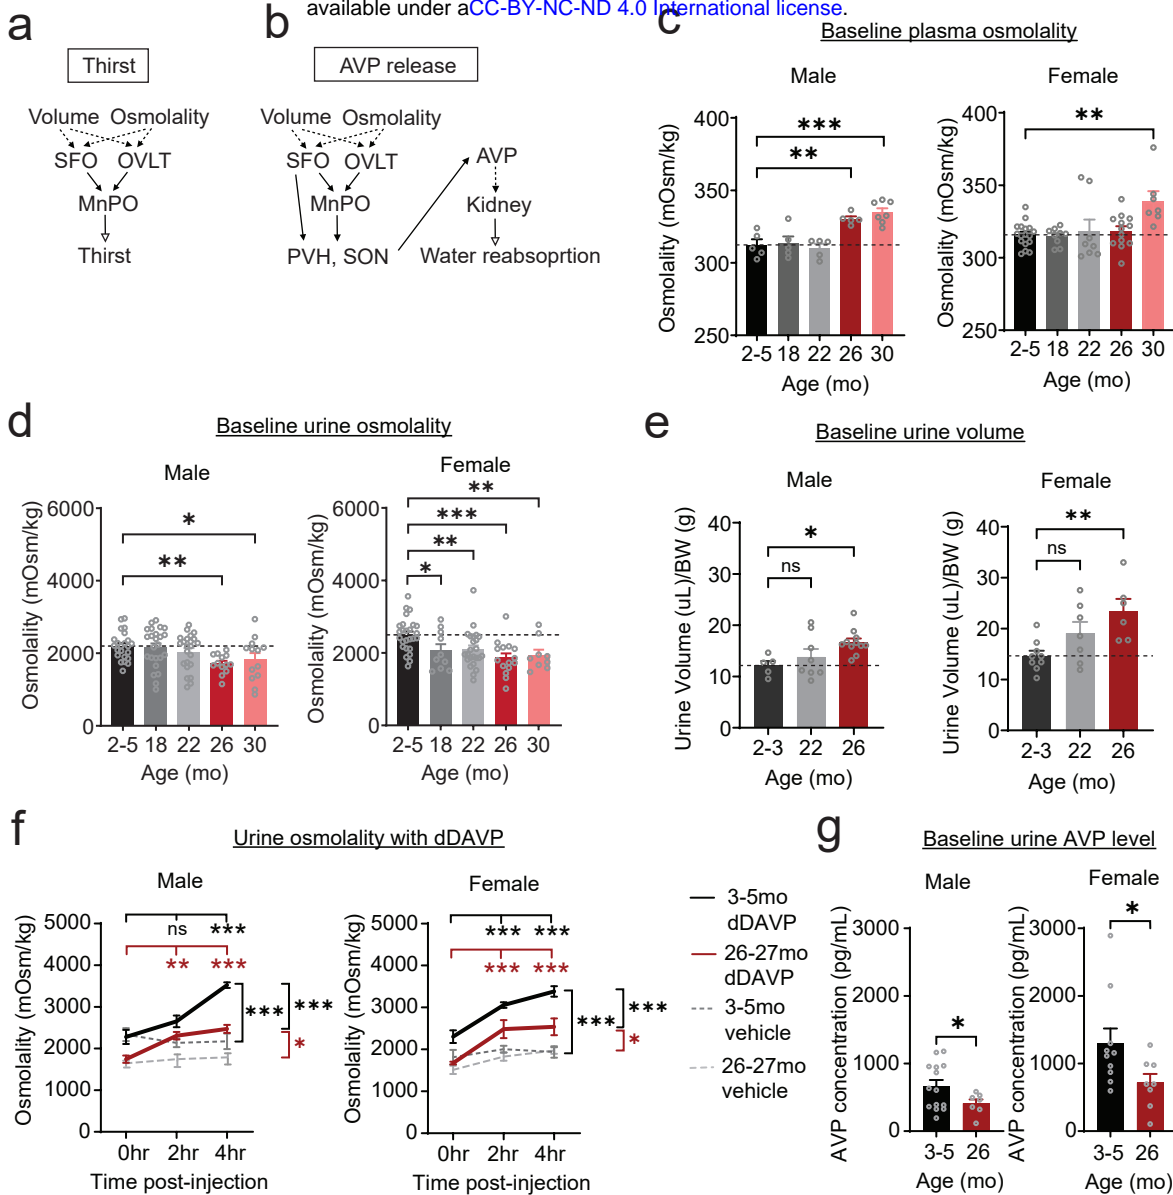 available under aCC-BY-NC-ND 4.0 International license.
a
Thirst
Volume Osmolality
SFO OVLT
MnPO
Thirst
b
AVP release
Volume Osmolality
SFO OVLT
MnPO
PVH, SON
AVP
Kidney
Water reabsoprtion
c
Baseline plasma osmolality
Male
Osmolality (mOsm/kg)
400
350
300
250
***
**
2-5 18 22 26 30
Age (mo)
Female
Osmolality (mOsm/kg)
400
350
300
250
**
2-5 18 22 26 30
Age (mo)
d
Baseline urine osmolality
Male
Osmolality (mOsm/kg)
6000
4000
2000
0
*
**
2-5 18 22 26 30
Age (mo)
Female
Osmolality (mOsm/kg)
6000
4000
2000
0
**
***
**
*
2-5 18 22 26 30
Age (mo)
e
Baseline urine volume
Male
Urine Volume (uL)/BW (g)
40
30
20
10
0
*
ns
2-3 22 26
Age (mo)
Female
Urine Volume (uL)/BW (g)
40
30
20
10
0
**
ns
2-3 22 26
Age (mo)
f
Urine osmolality with dDAVP
Male
Osmolality (mOsm/kg)
5000
4000
3000
2000
1000
0
ns ***
** ***
***
***
*
0hr 2hr 4hr
Time post-injection
Female
Osmolality (mOsm/kg)
5000
4000
3000
2000
1000
0
*** ***
*** ***
***
***
*
0hr 2hr 4hr
Time post-injection
3-5mo
dDAVP
26-27mo
dDAVP
3-5mo
vehicle
26-27mo
vehicle
g
Baseline urine AVP level
Male
AVP concentration (pg/mL)
3000
2000
1000
0
*
3-5 26
Age (mo)
Female
AVP concentration (pg/mL)
3000
2000
1000
0
*
3-5 26
Age (mo)